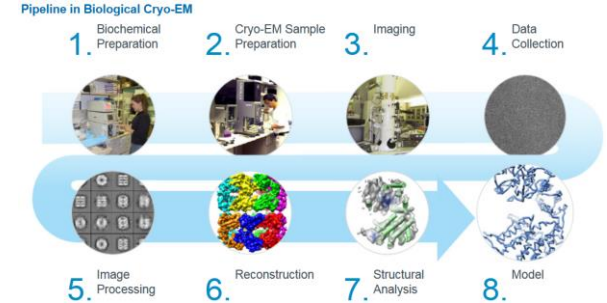 Pipeline in Biological Cryo-EM
1. Biochemical
Preparation
2. Cryo-EM Sample
Preparation
3. Imaging
4. Data
Collection
5. Image
Processing
6. Reconstruction
7. Structural
Analysis
8. Model